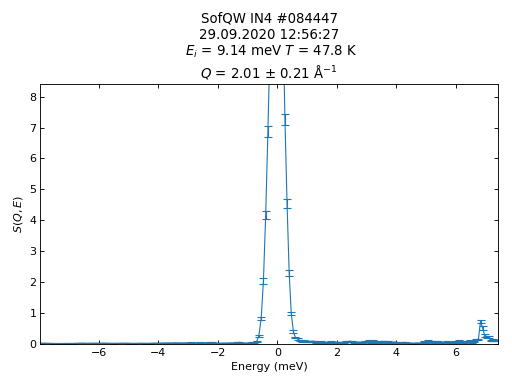 SofQW IN4 #084447
29.09.2020 12:56:27
E_i = 9.14 meV T = 47.8 K
Q = 2.01 ± 0.21 Å⁻¹
8
7
6
5
4
3
2
1
0
S(Q, E)
−6 −4 −2 0 2 4 6
Energy (meV)